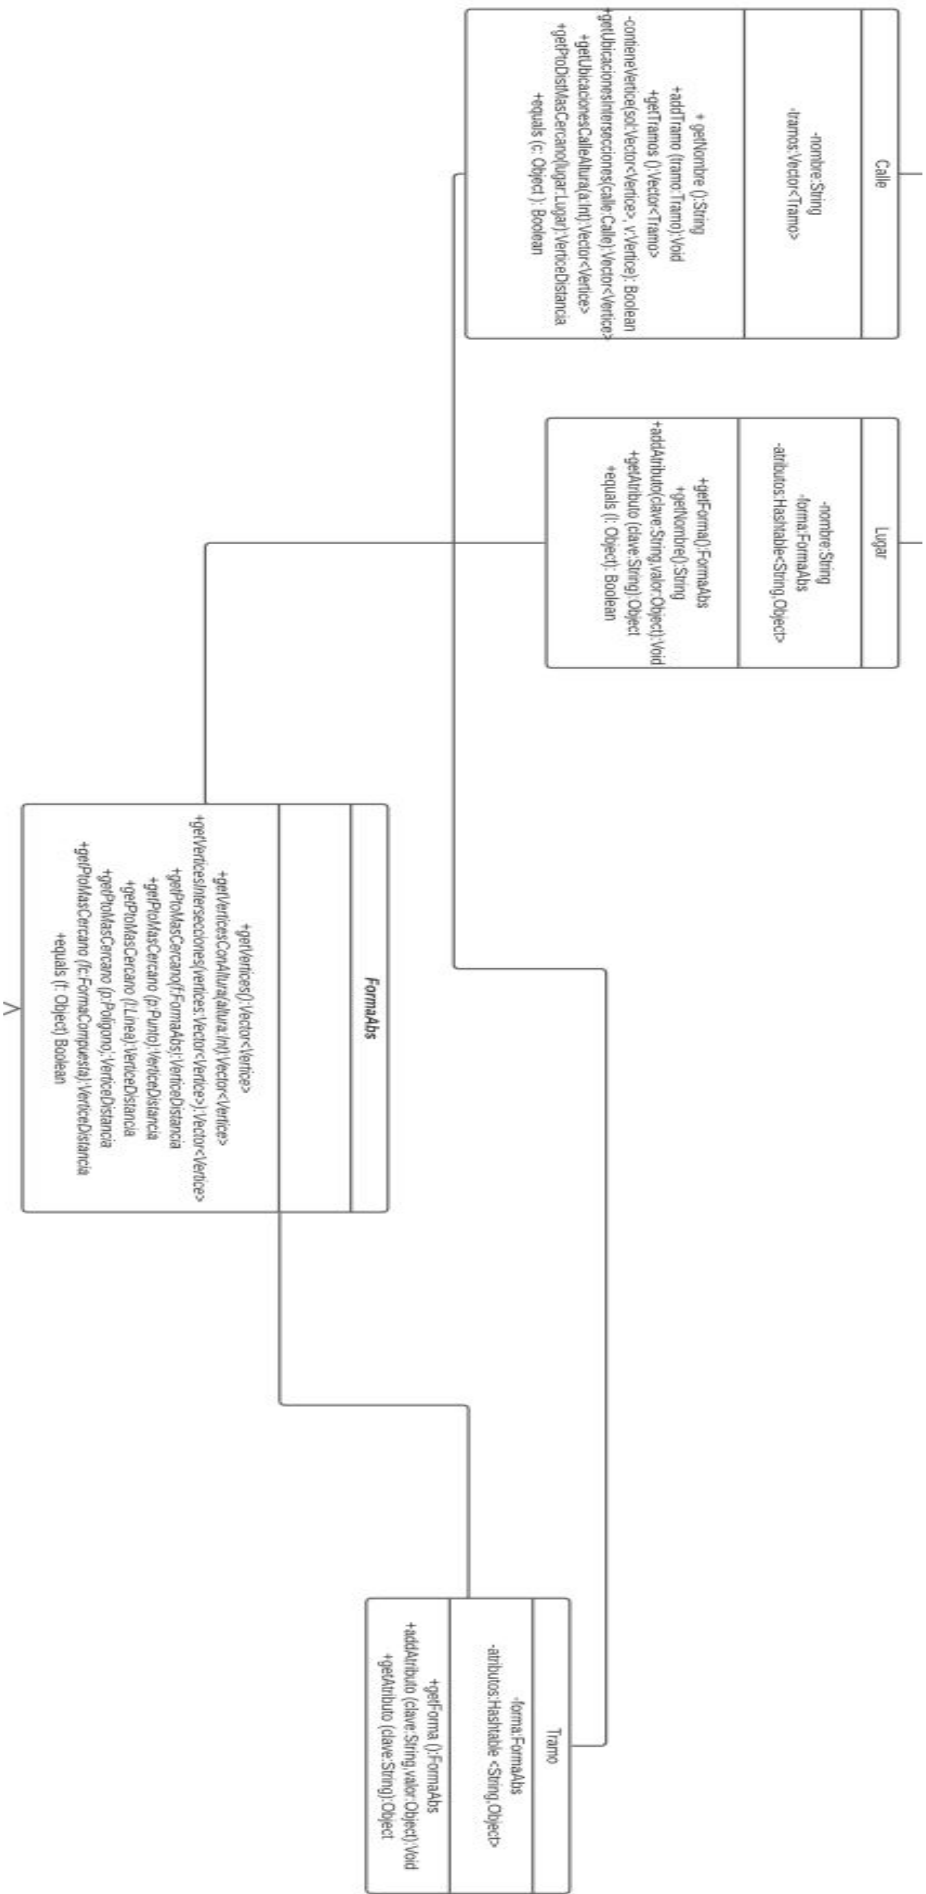 Calle
-nombre:String
-tramos:Vector<Tramo>
+ getNombre ():String
+addTramo (tramo:Tramo):Void
+getTramos ():Vector<Tramo>
-contieneVertice(sol:Vector<Vertice>, v:Vertice): Boolean
+getUbicacionesIntersecciones(calle:Calle):Vector<Vertice>
+getUbicacionesCalleAltura(a:Int):Vector<Vertice>
+getPtoDistMasCercano(lugar:Lugar):VerticeDistancia
+equals (c: Object ): Boolean
Lugar
-nombre:String
-forma:FormaAbs
-atributos:Hashtable<String,Object>
+getForma():FormaAbs
+getNombre():String
+addAtributo(clave:String,valor:Object):Void
+getAtributo (clave:String):Object
+equals (l: Object): Boolean
FormaAbs
+getVertices():Vector<Vertice>
+getVerticesConAltura(altura:Int):Vector<Vertice>
+getVerticesIntersecciones(vertices:Vector<Vertice>):Vector<Vertice>
+getPtoMasCercano(f:FormaAbs):VerticeDistancia
+getPtoMasCercano (p:Punto):VerticeDistancia
+getPtoMasCercano (l:Linea):VerticeDistancia
+getPtoMasCercano (p:Poligono):VerticeDistancia
+getPtoMasCercano (fc:FormaCompuesta):VerticeDistancia
+equals (f: Object) Boolean
Tramo
-forma:FormaAbs
-atributos:Hashtable <String,Object>
+getForma ():FormaAbs
+addAtributo (clave:String,valor:Object):Void
+getAtributo (clave:String):Object